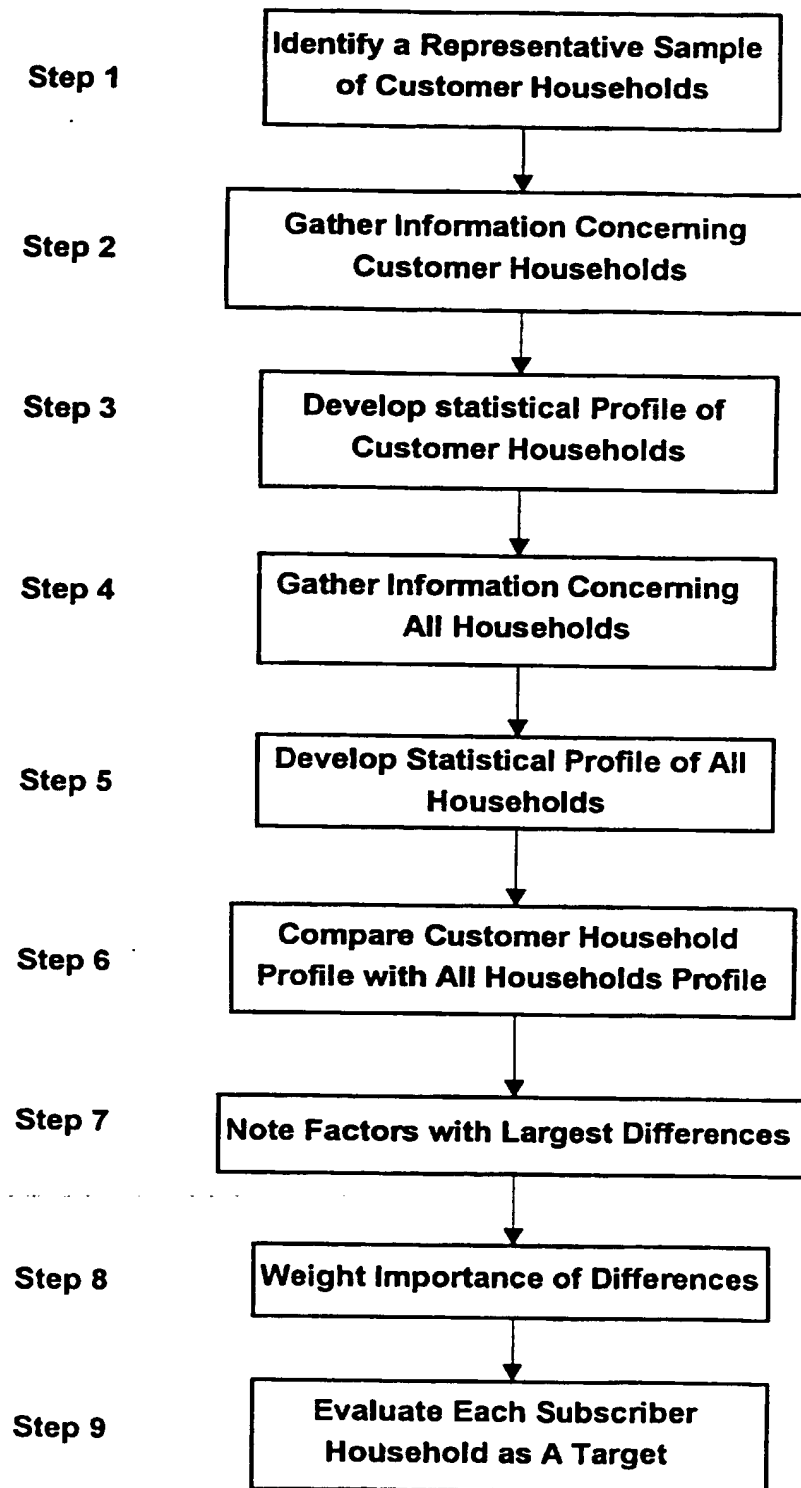 Step 1
Identify a Representative Sample
of Customer Households
Step 2
Gather Information Concerning
Customer Households
Step 3
Develop statistical Profile of
Customer Households
Step 4
Gather Information Concerning
All Households
Step 5
Develop Statistical Profile of All
Households
Step 6
Compare Customer Household
Profile with All Households Profile
Step 7
Note Factors with Largest Differences
Step 8
Weight Importance of Differences
Step 9
Evaluate Each Subscriber
Household as A Target